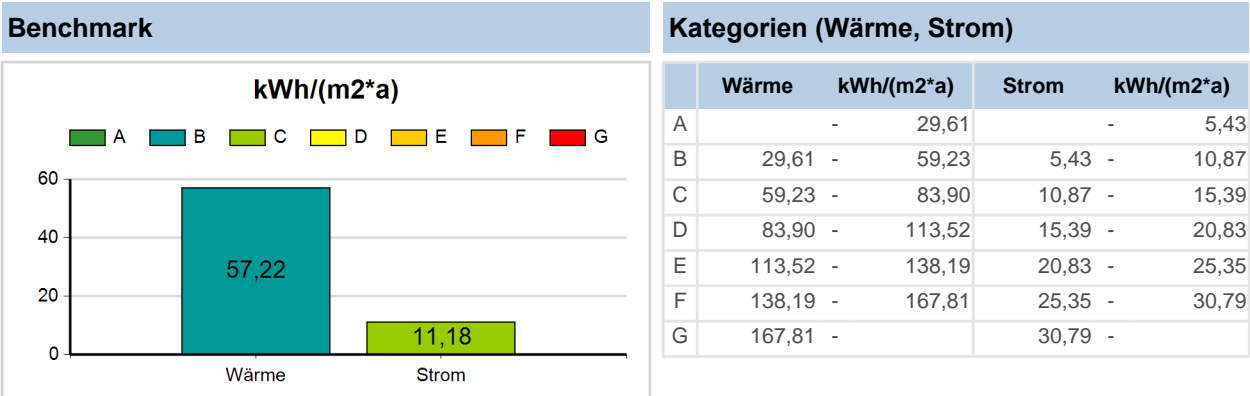 Benchmark
kWh/(m2*a)
A B C D E F G
60
40
20
0
57,22
11,18
Wärme Strom
Kategorien (Wärme, Strom)
Wärme kWh/(m2*a) Strom kWh/(m2*a)
A - 29,61 - 5,43
B 29,61 - 59,23 5,43 - 10,87
C 59,23 - 83,90 10,87 - 15,39
D 83,90 - 113,52 15,39 - 20,83
E 113,52 - 138,19 20,83 - 25,35
F 138,19 - 167,81 25,35 - 30,79
G 167,81 - 30,79 -